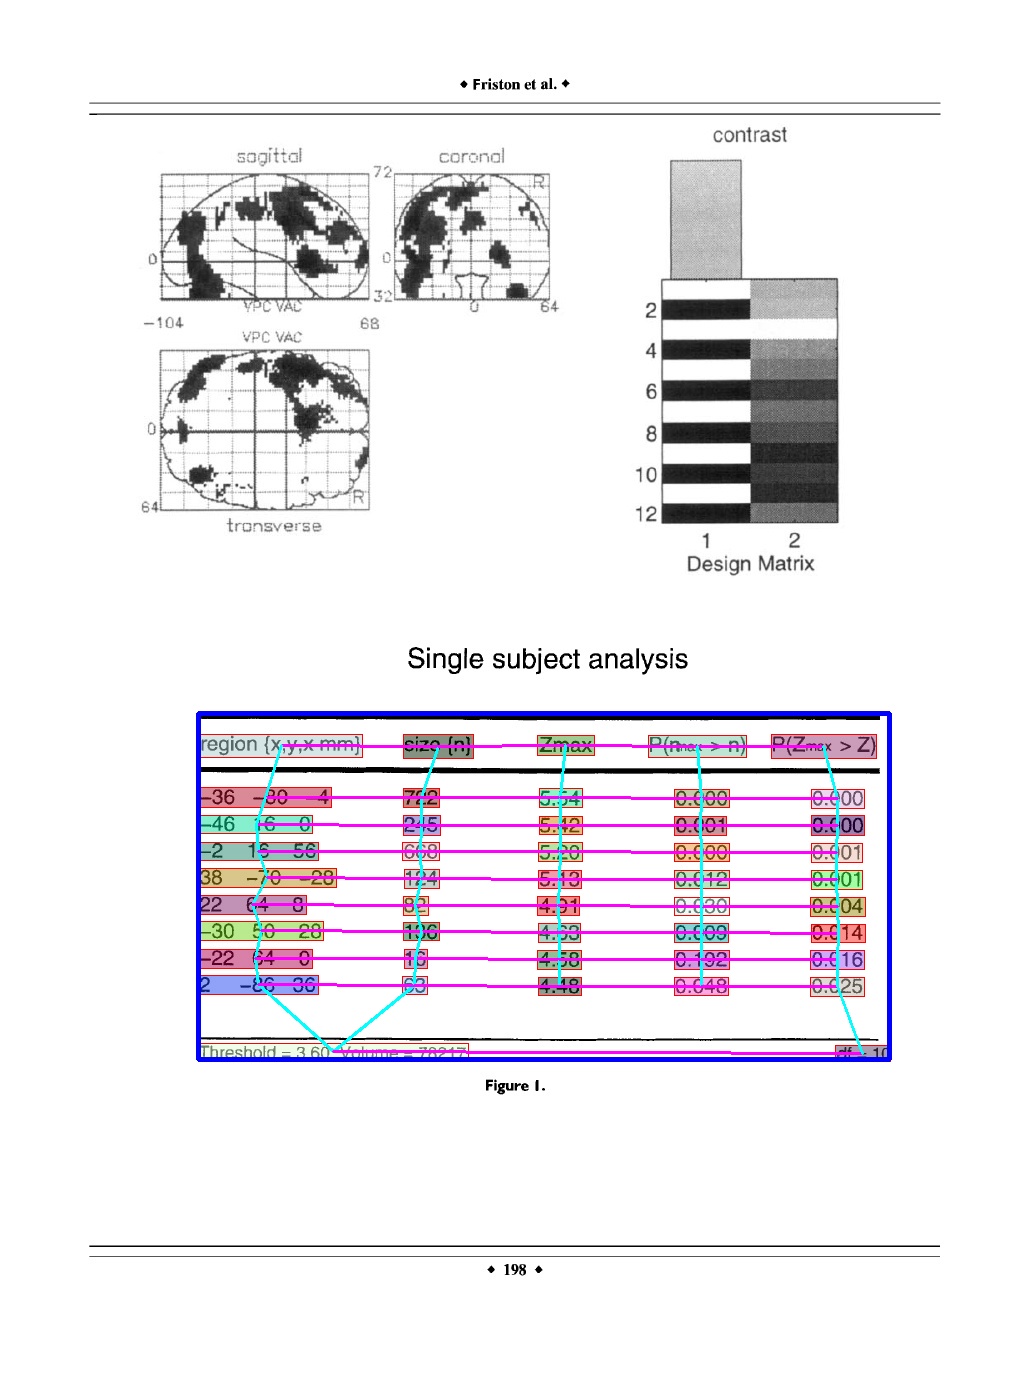 ◆ Friston et al. ◆
contrast
sagittal
coronal
72
R
0
0
32
VPC VAC
0
64
−104
68
VPC VAC
0
64
R
transverse
2
4
6
8
10
12
1 2
Design Matrix
Single subject analysis
region {x,y,x mm} size {n} Zmax P(nmax > n) P(Zmax > Z)
−36 −80 −4 722 5.54 0.000 0.000
−46 16 0 245 5.42 0.001 0.000
−2 16 56 668 5.20 0.000 0.001
38 −70 −28 124 5.13 0.012 0.001
22 64 8 82 4.91 0.030 0.004
−30 50 28 136 4.63 0.009 0.014
−22 64 0 16 4.58 0.192 0.016
2 −86 36 63 4.48 0.048 0.025
Threshold = 3.60 Volume = 78217 df = 10
Figure 1.
◆ 198 ◆